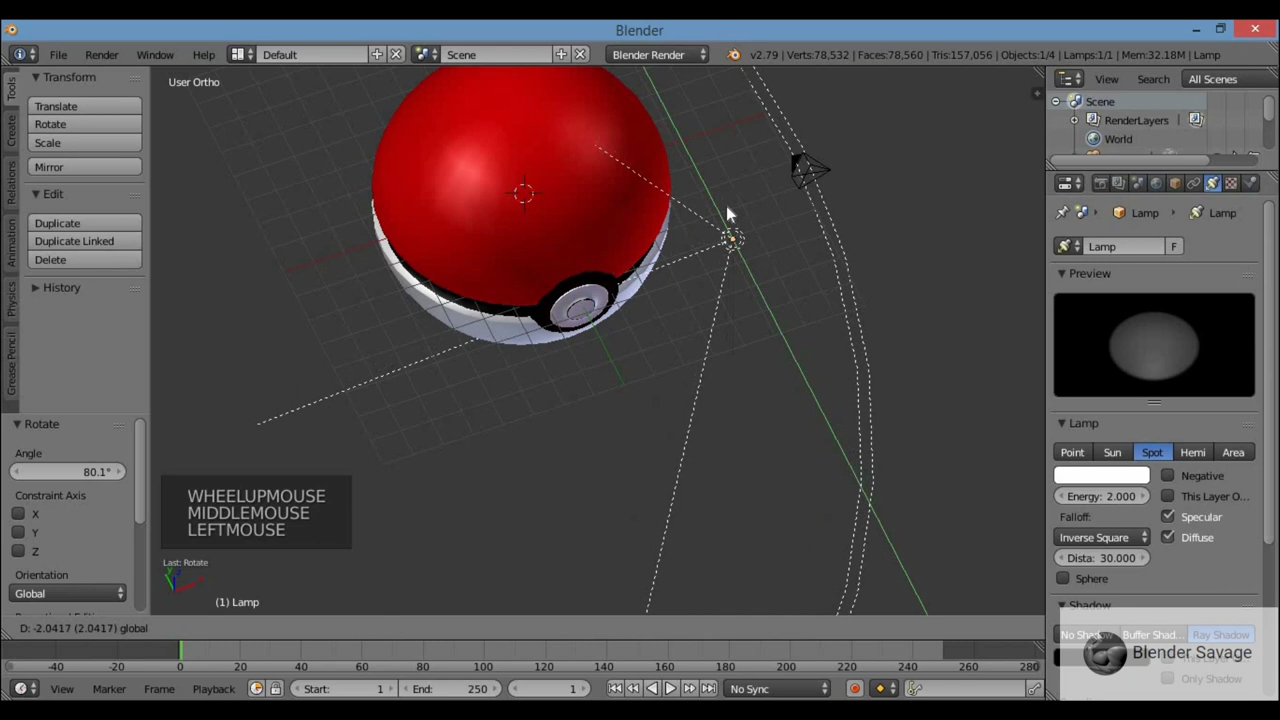 Blender
File Render Window Help Default Scene Blender Render v2.79 | Verts:78,532 | Faces:78,560 | Tris:157,056 | Objects:1/4 | Lamps:1/1 | Mem:32.18M | Lamp
Tools
Create
Relations
Animation
Physics
Grease Pencil
Transform
Translate
Rotate
Scale
Mirror
Edit
Duplicate
Duplicate Linked
Delete
History
Rotate
Angle
80.1°
Constraint Axis
X
Y
Z
Orientation
Global
User Ortho
WHEELUPMOUSE
MIDDLEMOUSE
LEFTMOUSE
Last: Rotate
(1) Lamp
D: -2.0417 (2.0417) global
View Search All Scenes
Scene
RenderLayers
World
Lamp Lamp
Lamp F
Preview
Lamp
Point Sun Spot Hemi Area
Negative
Energy: 2.000 This Layer O...
Falloff: Specular
Inverse Square Diffuse
Dista: 30.000
Sphere
Shadow
No Shadow Buffer Shad... Ray Shadow
Blender Savage
Only Shadow
-40 -20 0 20 40 60 80 100 120 140 160 180 200 220 240 260 280
View Marker Frame Playback Start: 1 End: 250 1 No Sync